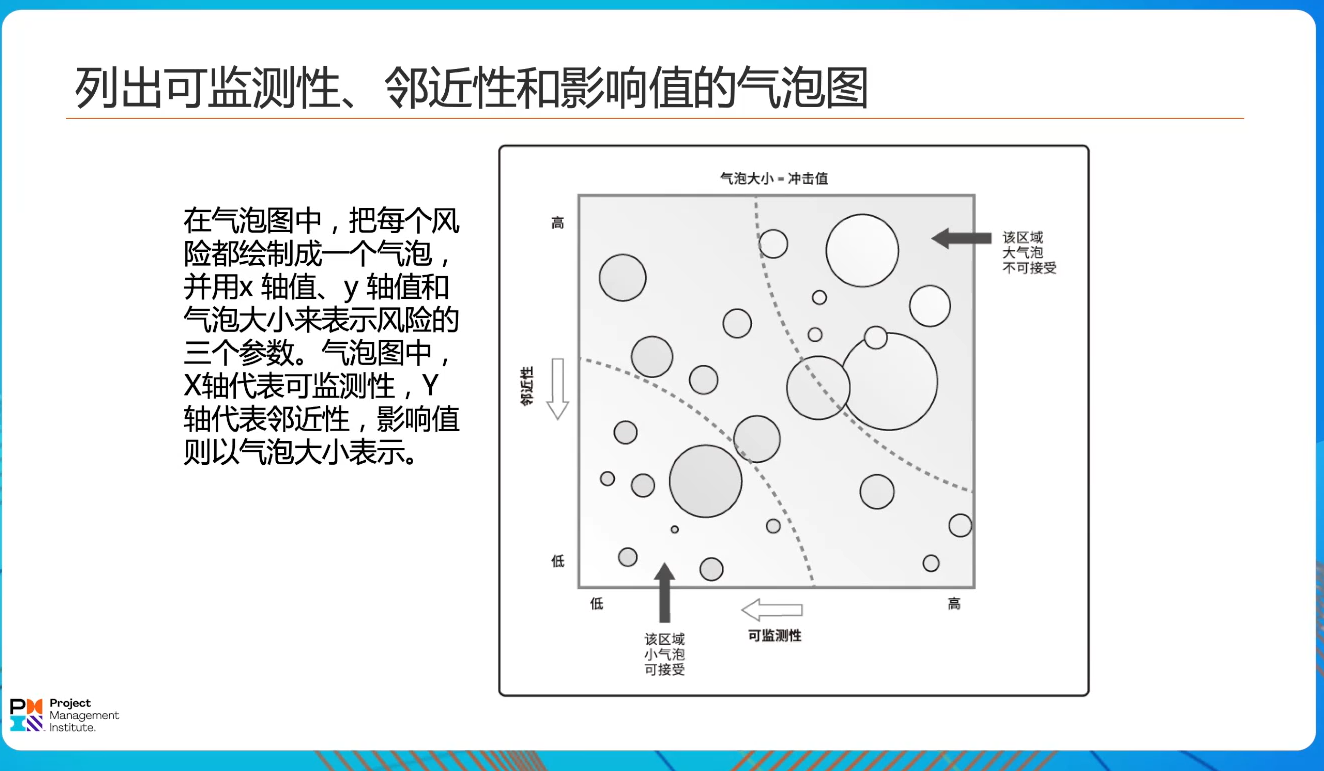 列出可监测性、邻近性和影响值的气泡图
在气泡图中，把每个风
险都绘制成一个气泡，
并用x 轴值、y 轴值和
气泡大小来表示风险的
三个参数。气泡图中，
X轴代表可监测性，Y
轴代表邻近性，影响值
则以气泡大小表示。
气泡大小 = 冲击值
高
该区域
大气泡
不可接受
邻近性
低
低
高
可监测性
该区域
小气泡
可接受
Project
Management
Institute.